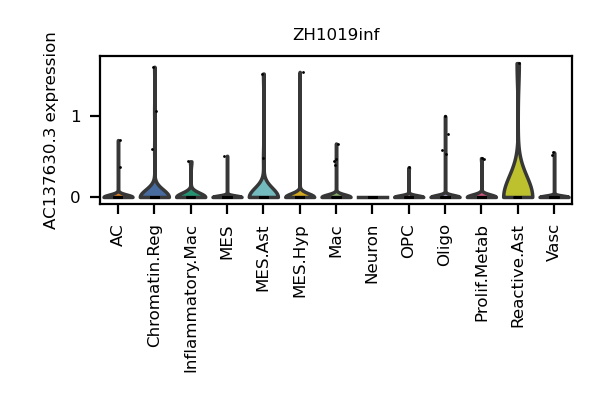 ZH1019inf
AC137630.3 expression
1
0
AC
Chromatin.Reg
Inflammatory.Mac
MES
MES.Ast
MES.Hyp
Mac
Neuron
OPC
Oligo
Prolif.Metab
Reactive.Ast
Vasc